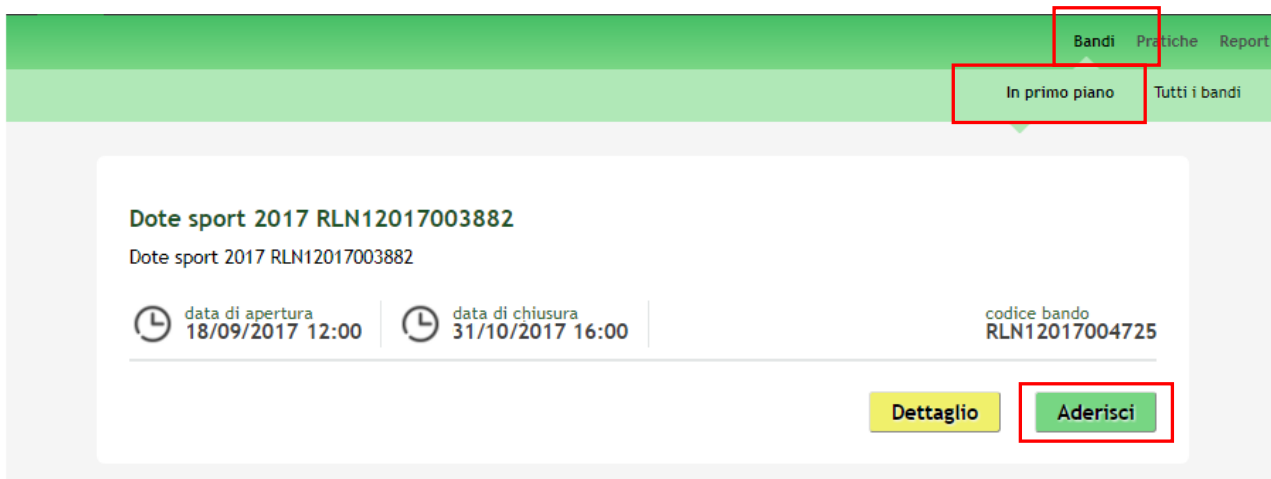 Bandi Pratiche Report
In primo piano Tutti i bandi
Dote sport 2017 RLN12017003882
Dote sport 2017 RLN12017003882
data di apertura
18/09/2017 12:00
data di chiusura
31/10/2017 16:00
codice bando
RLN12017004725
Dettaglio Aderisci